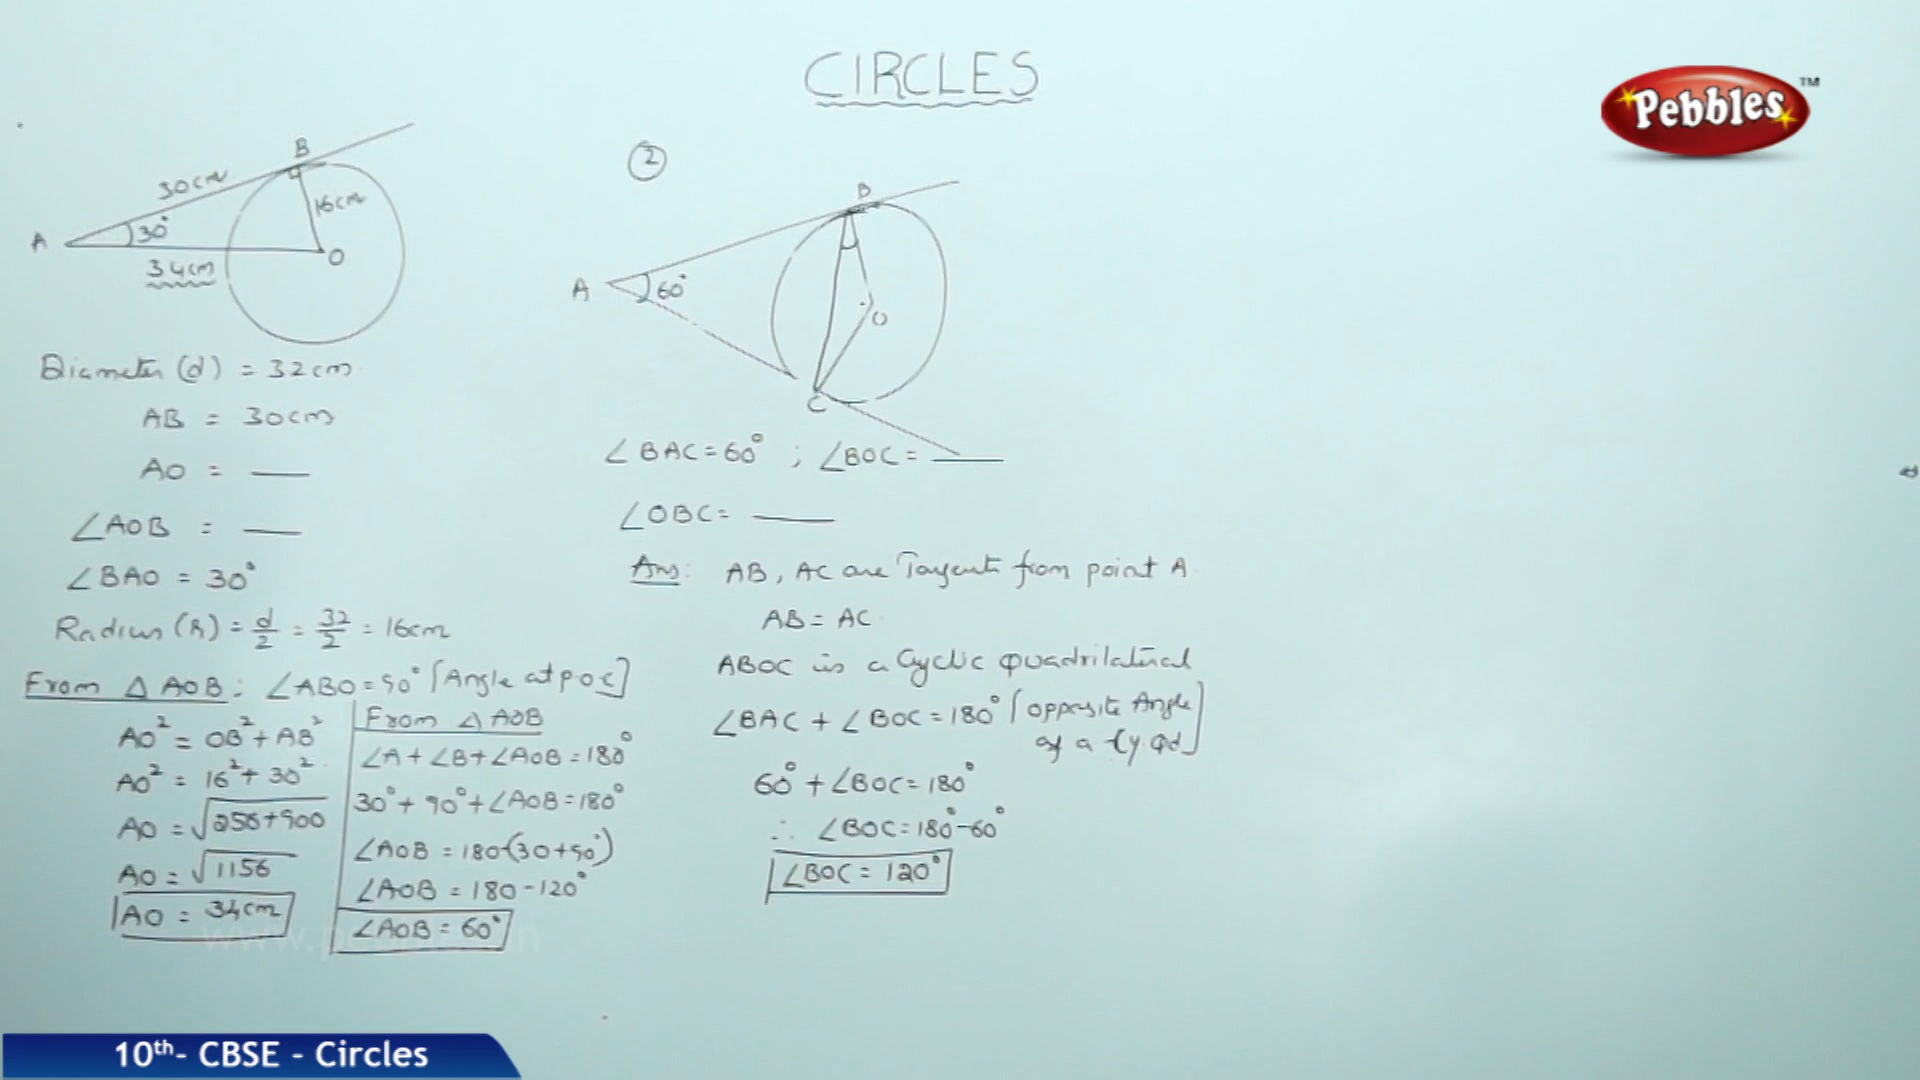 CIRCLES
Pebbles™
B
30cm
16cm
A
30°
O
34cm
Diameter (d) = 32cm
AB = 30cm
AO = ___
∠AOB = ___
∠BAO = 30°
Radius (r) = d/2 = 32/2 = 16cm
From △ AOB: ∠ABO = 90° [Angle at p.o.c]
AO² = OB² + AB²
AO² = 16² + 30²
AO = √256+900
AO = √1156
AO = 34cm
From △ AOB
∠A + ∠B + ∠AOB = 180°
30° + 90° + ∠AOB = 180°
∠AOB = 180-(30+90°)
∠AOB = 180-120°
∠AOB = 60°
2
B
A
60°
O
C
∠BAC = 60° ; ∠BOC = ___
∠OBC = ___
Ans: AB, AC are Tangents from point A.
AB = AC.
ABOC is a Cyclic quadrilateral
∠BAC + ∠BOC = 180° [opposite Angle
of a Cy. Qd]
60° + ∠BOC = 180°
∴ ∠BOC = 180°-60°
∠BOC = 120°
10th- CBSE - Circles